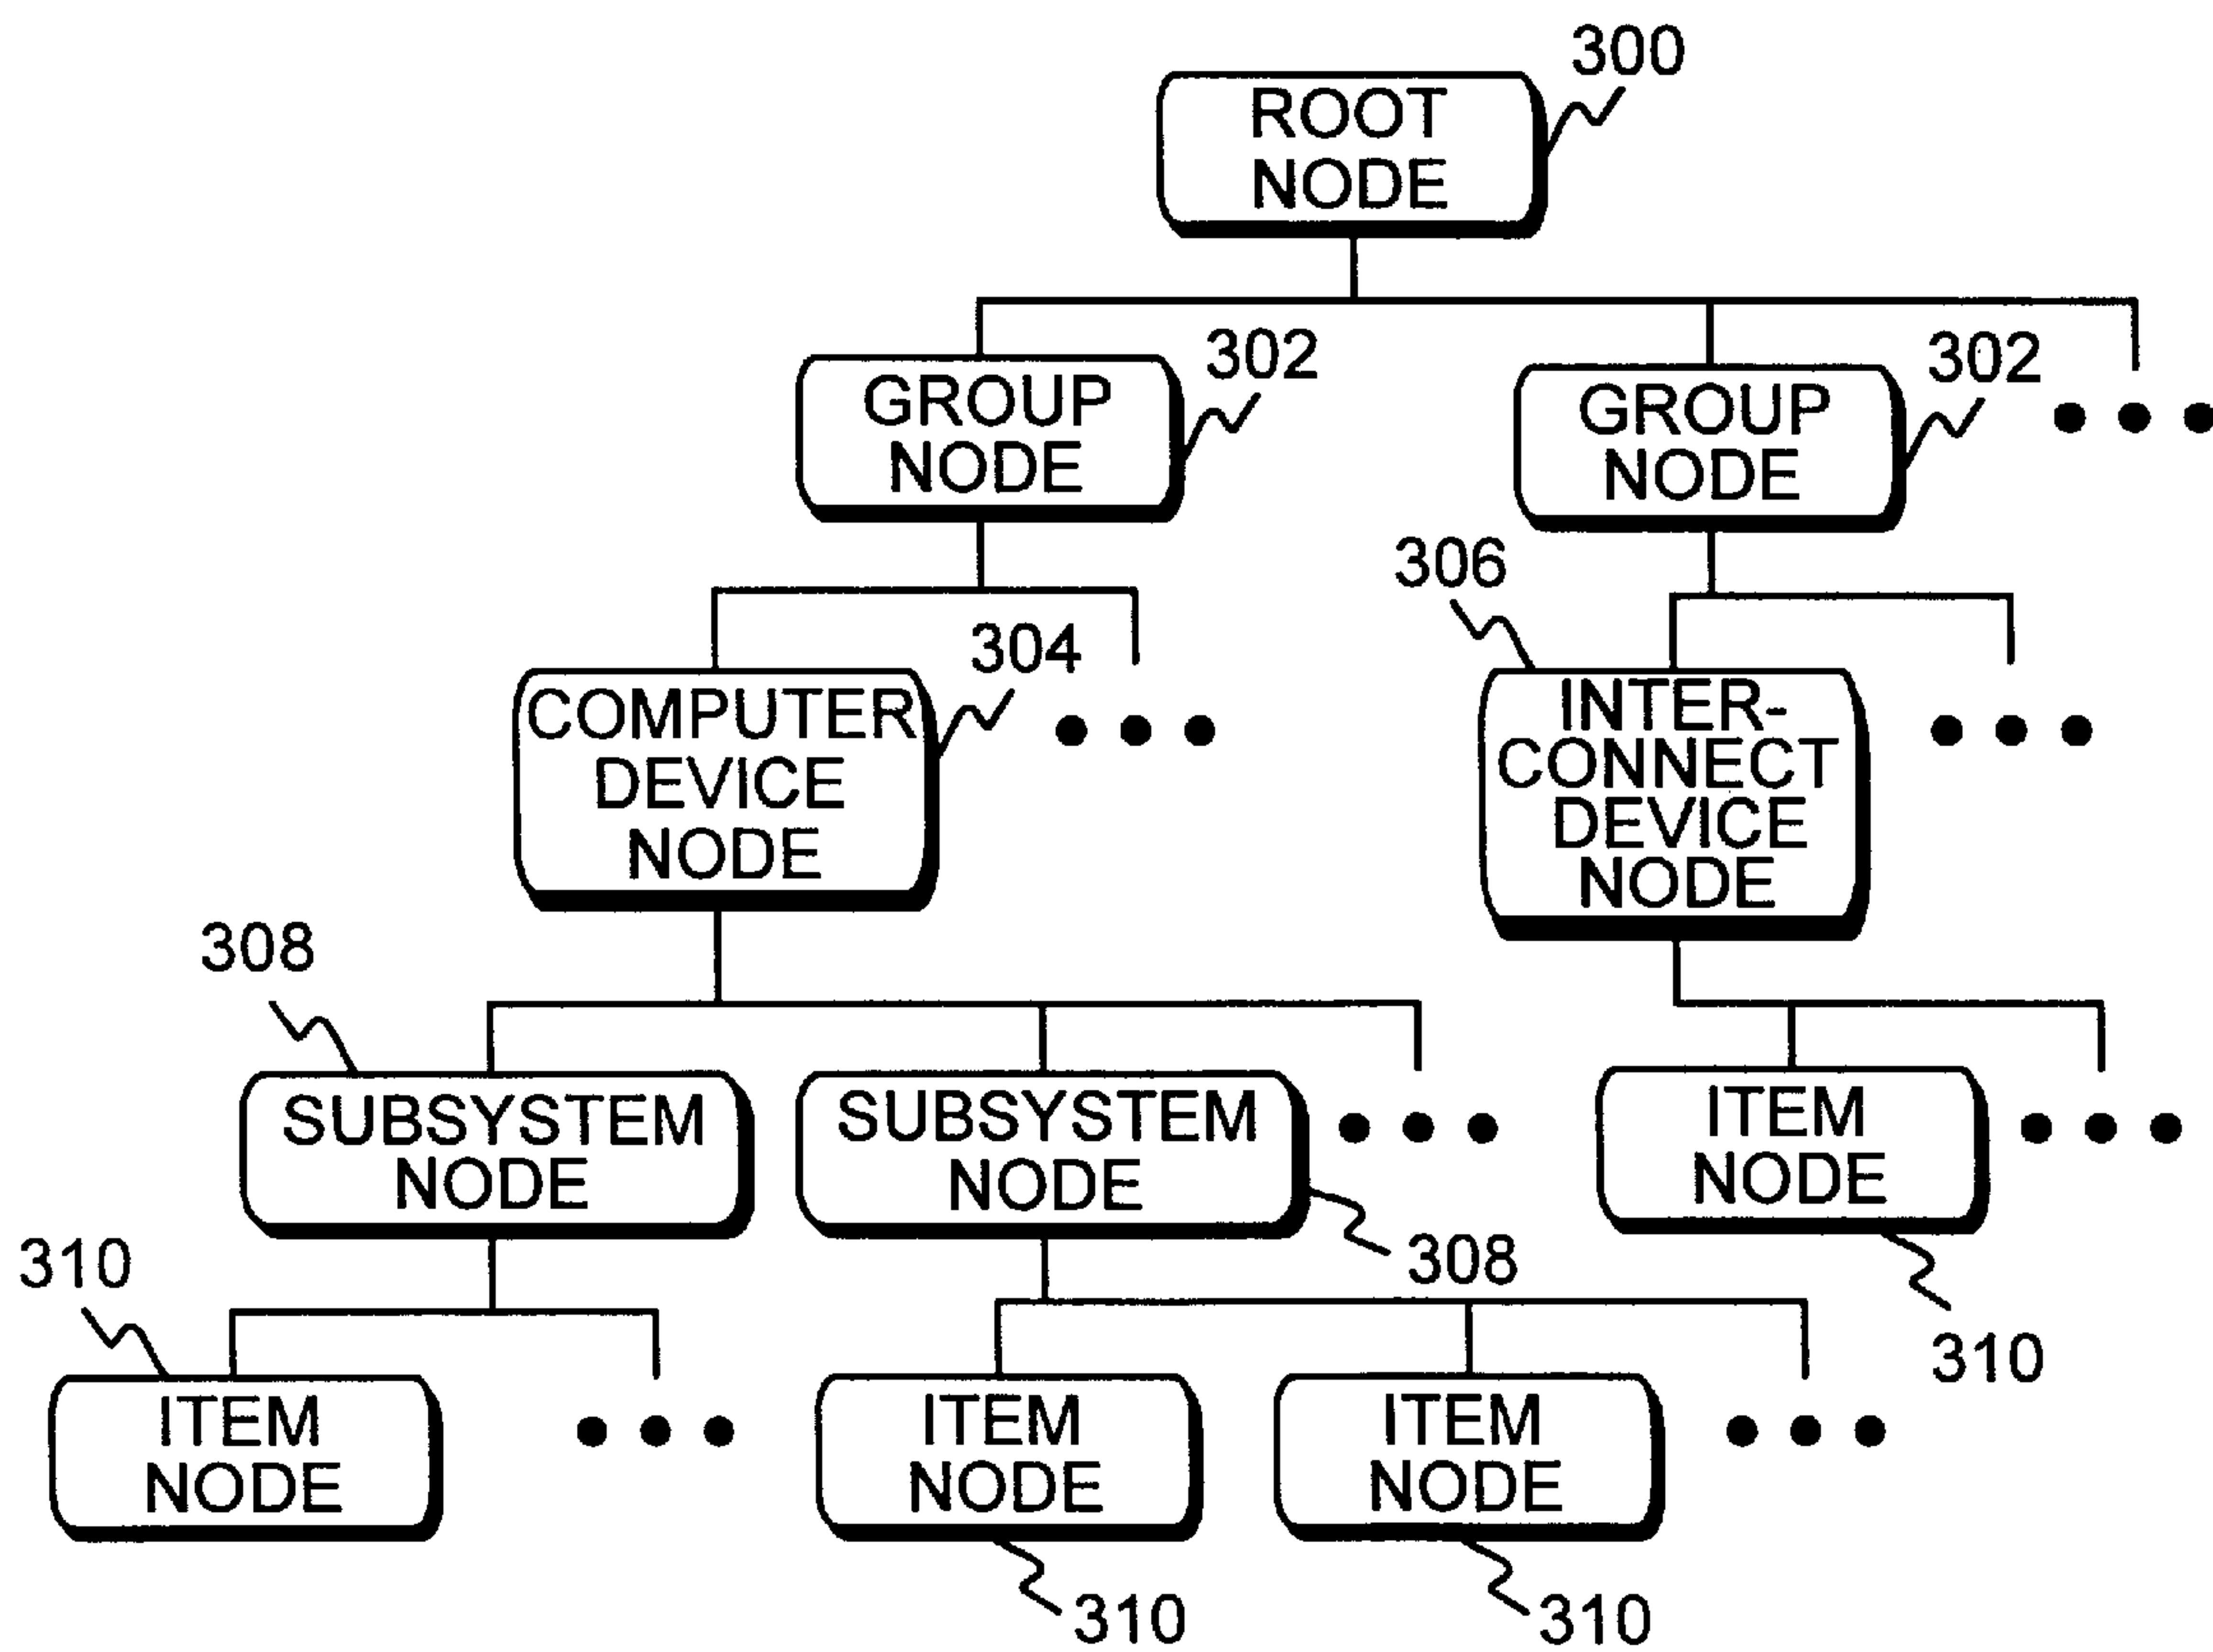 300
ROOT
NODE
302
GROUP
NODE
302
GROUP
NODE
304
COMPUTER
DEVICE
NODE
306
INTER-
CONNECT
DEVICE
NODE
308
SUBSYSTEM
NODE
SUBSYSTEM
NODE
308
ITEM
NODE
310
310
ITEM
NODE
ITEM
NODE
310
ITEM
NODE
310